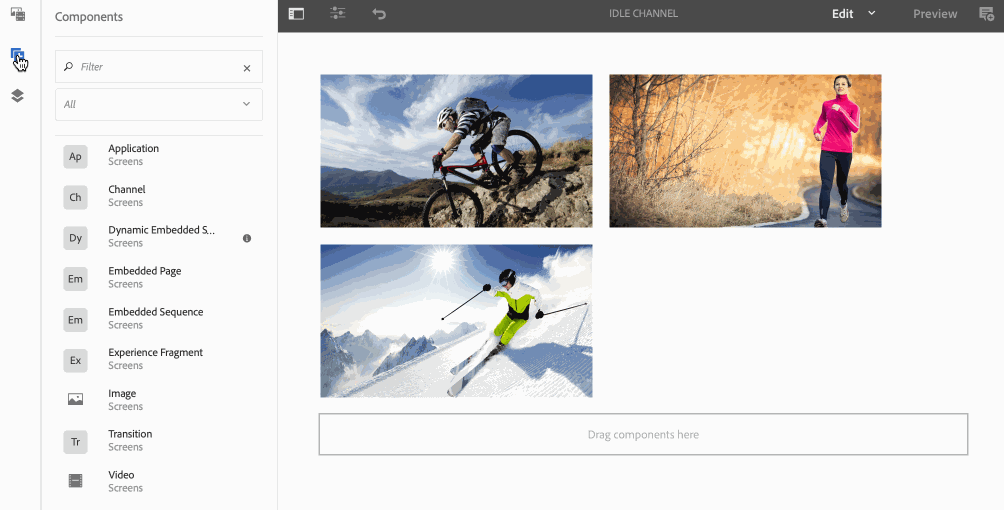 Components
Filter
All
Ap
Application
Screens
Ch
Channel
Screens
Dy
Dynamic Embedded S...
Screens
Em
Embedded Page
Screens
Em
Embedded Sequence
Screens
Ex
Experience Fragment
Screens
Image
Screens
Tr
Transition
Screens
Video
Screens
IDLE CHANNEL
Edit
Preview
Drag components here